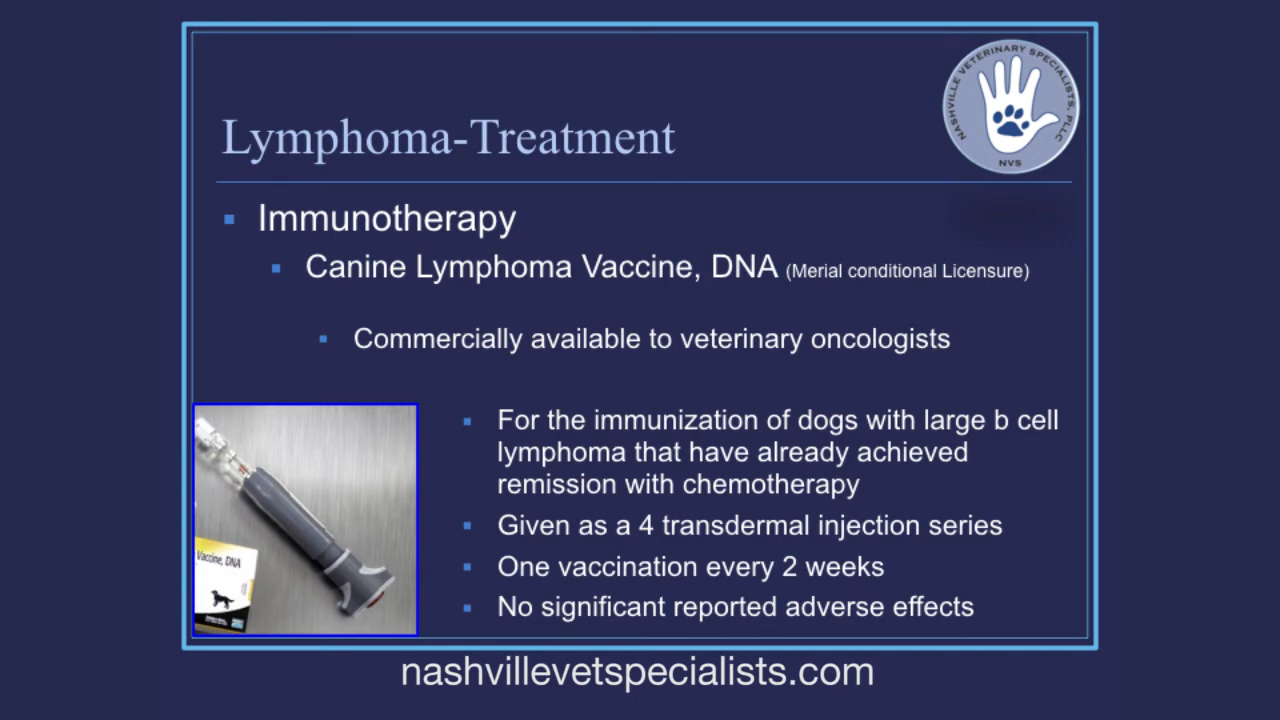 NASHVILLE VETERINARY SPECIALISTS, PLLC
NVS
Lymphoma-Treatment
Immunotherapy
Canine Lymphoma Vaccine, DNA (Merial conditional Licensure)
Commercially available to veterinary oncologists
For the immunization of dogs with large b cell
lymphoma that have already achieved
remission with chemotherapy
Given as a 4 transdermal injection series
One vaccination every 2 weeks
No significant reported adverse effects
Vaccine, DNA
nashvillevetspecialists.com